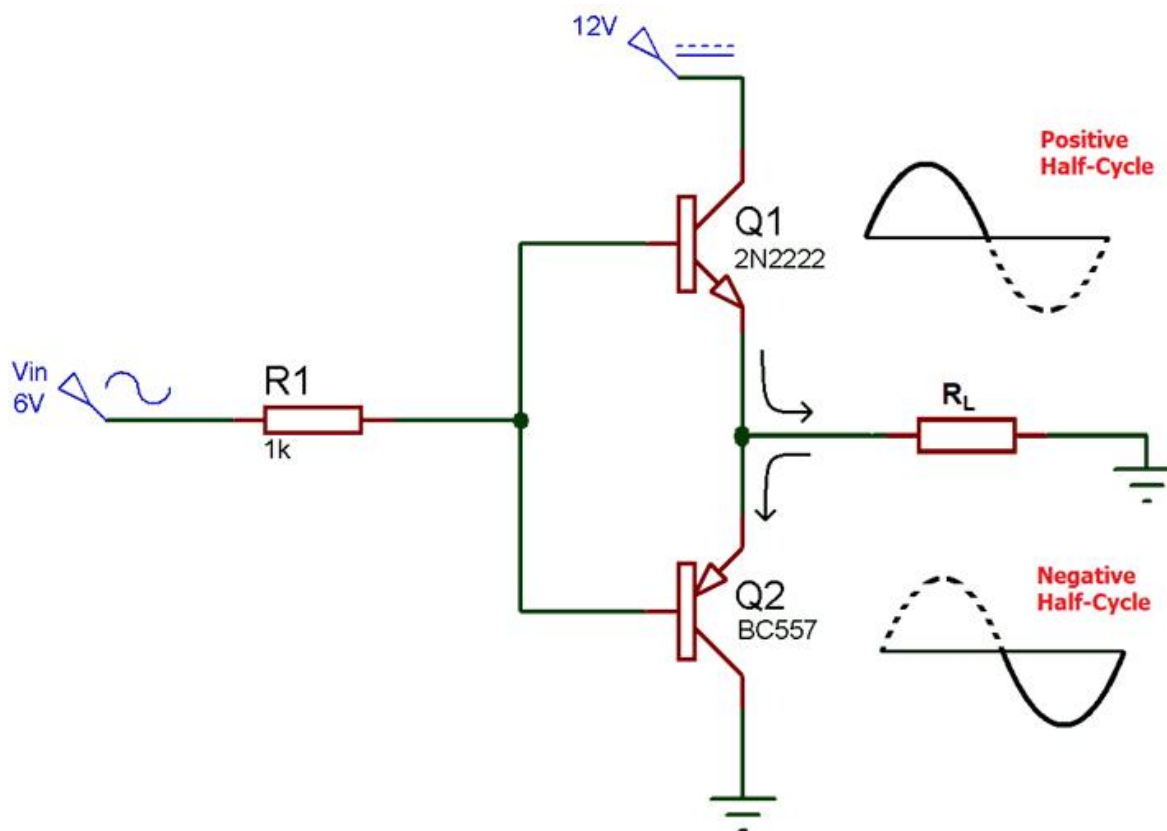 12V
Positive
Half-Cycle
Q1
2N2222
Vin
6V
R1
1k
RL
Negative
Half-Cycle
Q2
BC557